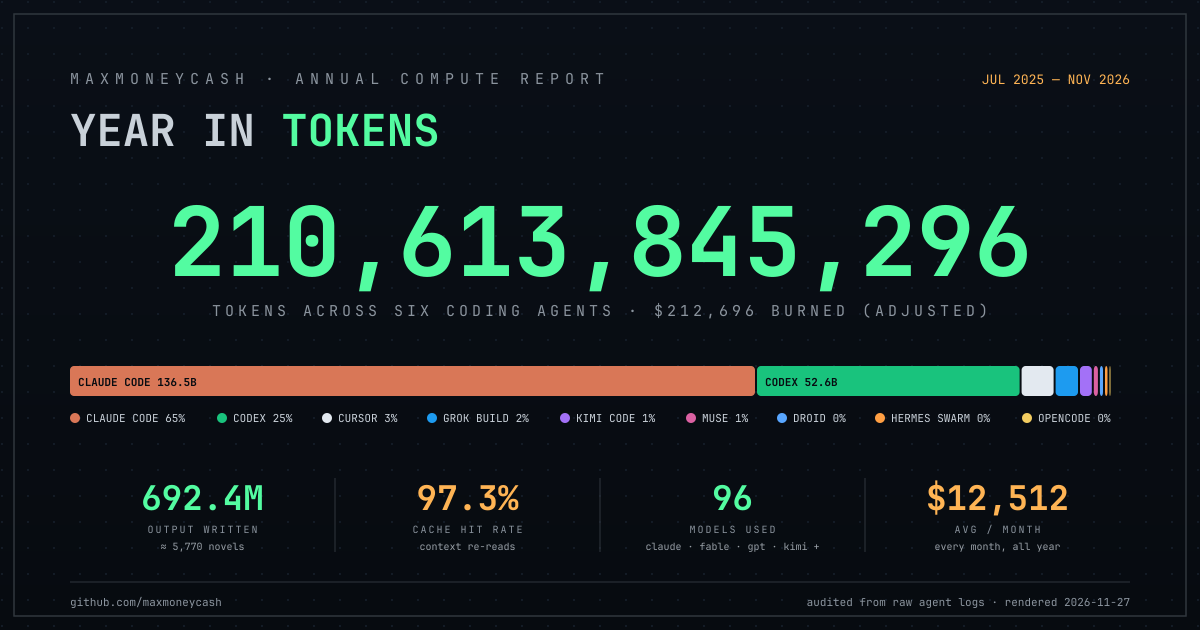 MAXMONEYCASH · ANNUAL COMPUTE REPORT
JUL 2025 — NOV 2026
YEAR IN TOKENS
210,613,845,296
TOKENS ACROSS SIX CODING AGENTS · $212,696 BURNED (ADJUSTED)
CLAUDE CODE 136.5B CODEX 52.6B
CLAUDE CODE 65% CODEX 25% CURSOR 3% GROK BUILD 2% KIMI CODE 1% MUSE 1% DROID 0% HERMES SWARM 0% OPENCODE 0%
692.4M 97.3% 96 $12,512
OUTPUT WRITTEN CACHE HIT RATE MODELS USED AVG / MONTH
≈ 5,770 novels context re-reads claude · fable · gpt · kimi + every month, all year
github.com/maxmoneycash audited from raw agent logs · rendered 2026-11-27